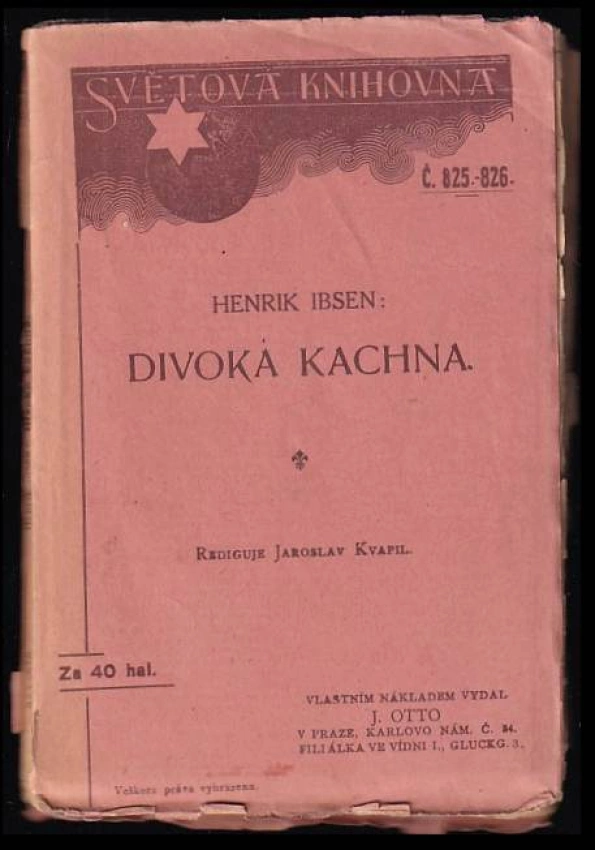 SVĚTOVÁ KNIHOVNA
Č. 825.-826.
HENRIK IBSEN:
DIVOKÁ KACHNA.
REDIGUJE JAROSLAV KVAPIL.
Za 40 hal.
VLASTNÍM NÁKLADEM VYDAL
J. OTTO
V PRAZE, KARLOVO NÁM. Č. 34.
FILIÁLKA VE VÍDNI I., GLUCKG. 3.
Veškera práva vyhražena.